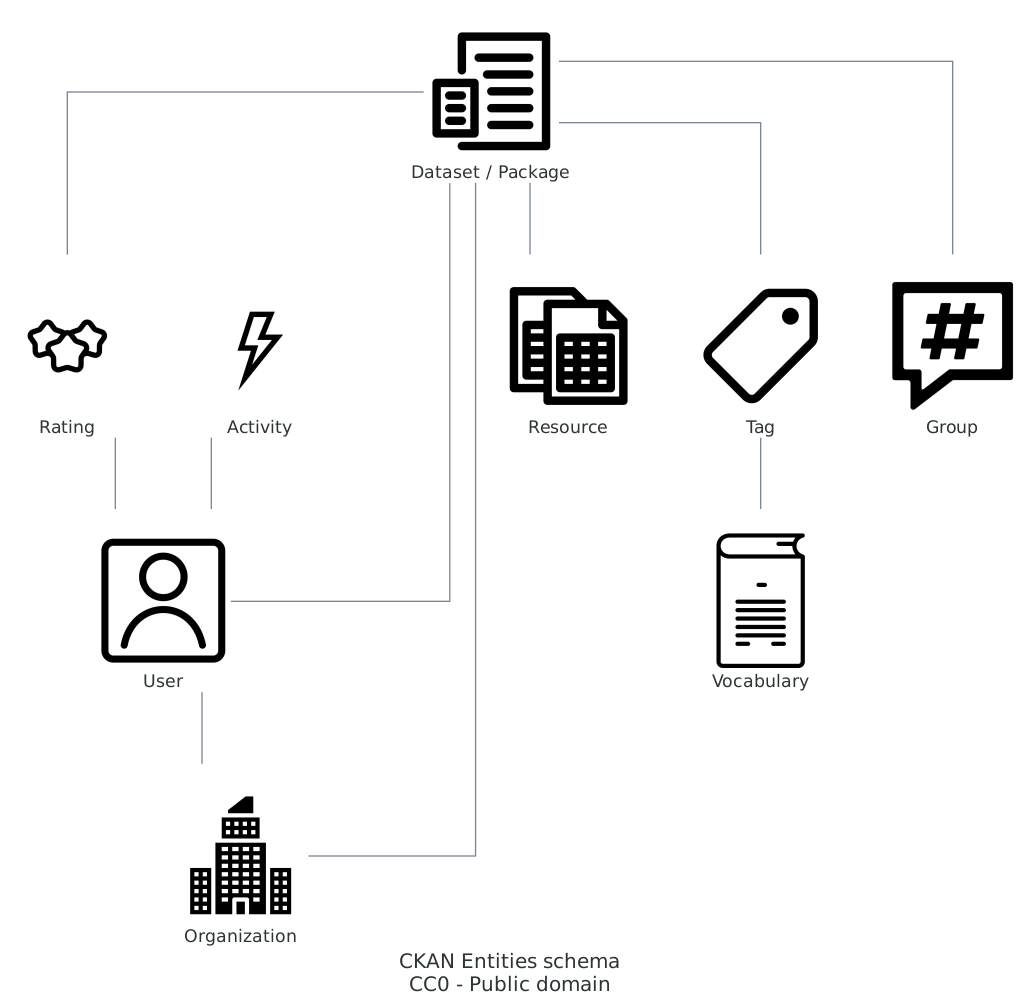 Dataset / Package
Rating
Activity
Resource
#
Tag
Group
User
Vocabulary
Organization
CKAN Entities schema
CC0 - Public domain